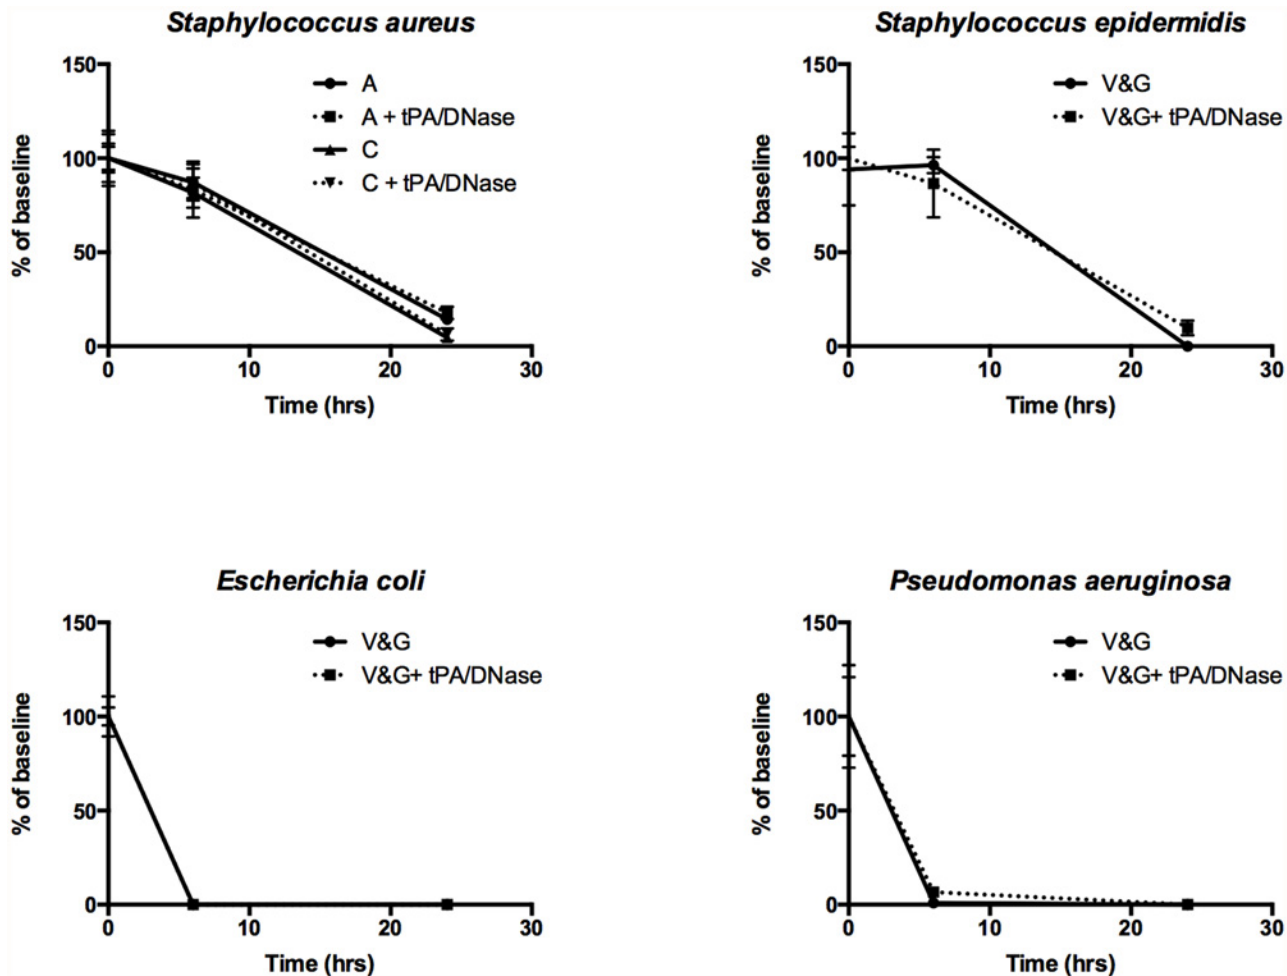 Staphylococcus aureus
150
100
50
0
% of baseline
A
A + tPA/DNase
C
C + tPA/DNase
0 10 20 30
Time (hrs)
Staphylococcus epidermidis
150
100
50
0
% of baseline
V&G
V&G+ tPA/DNase
0 10 20 30
Time (hrs)
Escherichia coli
150
100
50
0
% of baseline
V&G
V&G+ tPA/DNase
0 10 20 30
Time (hrs)
Pseudomonas aeruginosa
150
100
50
0
% of baseline
V&G
V&G+ tPA/DNase
0 10 20 30
Time (hrs)